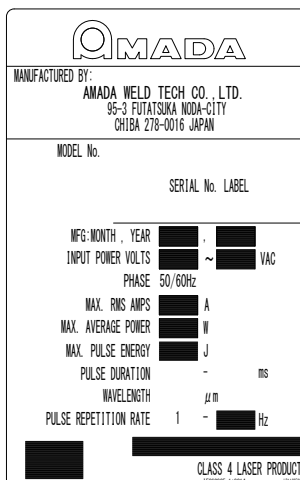 AMADA
MANUFACTURED BY:
AMADA WELD TECH CO.,LTD.
95-3 FUTATSUKA NODA-CITY
CHIBA 278-0016 JAPAN
MODEL No.
SERIAL No. LABEL
MFG:MONTH , YEAR ,
INPUT POWER VOLTS ~ VAC
PHASE 50/60Hz
MAX. RMS AMPS A
MAX. AVERAGE POWER W
MAX. PULSE ENERGY J
PULSE DURATION - ms
WAVELENGTH μm
PULSE REPETITION RATE 1 - Hz
CLASS 4 LASER PRODUCT